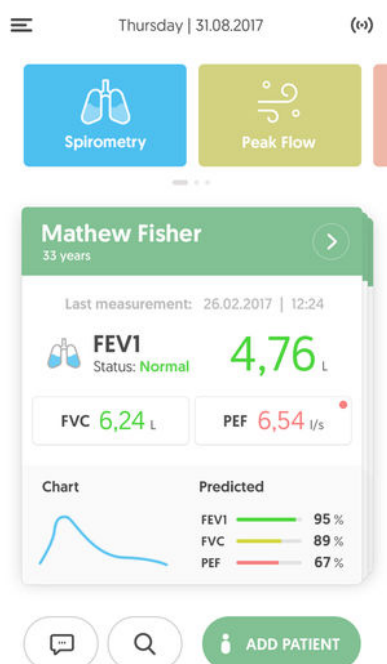 Thursday | 31.08.2017
Spirometry
Peak Flow
Mathew Fisher
33 years
Last measurement: 26.02.2017 | 12:24
FEV1
Status: Normal
4,76 L
FVC 6,24 L
PEF 6,54 l/s
Chart
Predicted
FEV1 95 %
FVC 89 %
PEF 67 %
ADD PATIENT